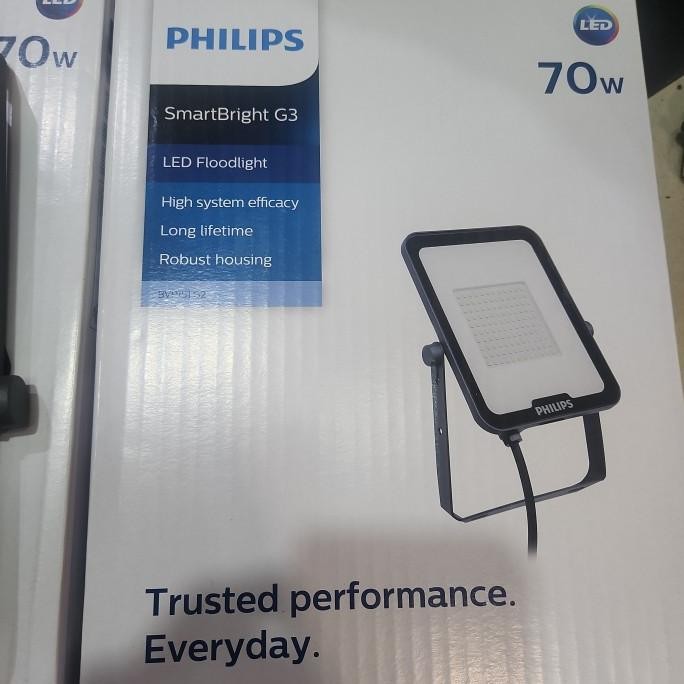 LED
70W
PHILIPS
SmartBright G3
LED Floodlight
High system efficacy
Long lifetime
Robust housing
LED
70W
PHILIPS
Trusted performance.
Everyday.